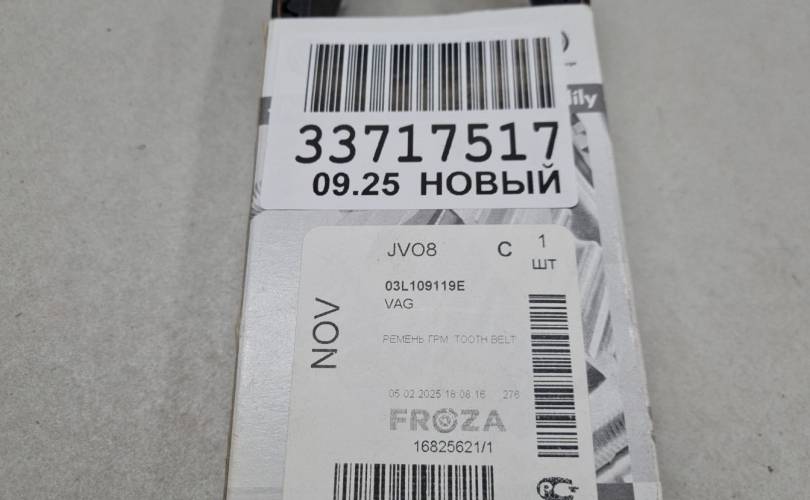 ily
33717517
09.25 НОВЫЙ
JVO8 C 1
ШТ
03L109119E
VAG
NOV
РЕМЕНЬ ГРМ TOOTH BELT
05.02.2025 18:08:16 276
FROZA
16825621/1